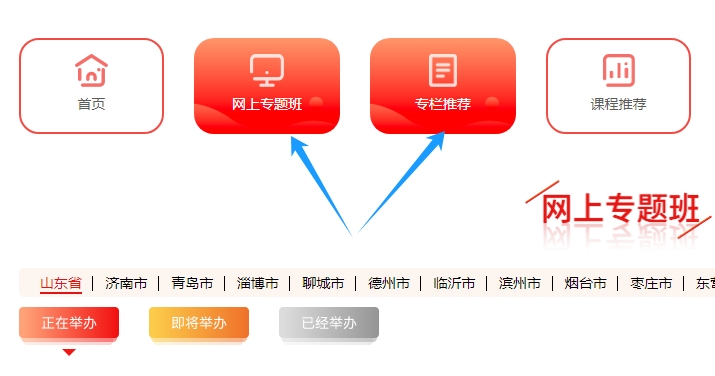 首页 网上专题班 专栏推荐 课程推荐
网上专题班
山东省 济南市 青岛市 淄博市 聊城市 德州市 临沂市 滨州市 烟台市 枣庄市 东营
正在举办 即将举办 已经举办